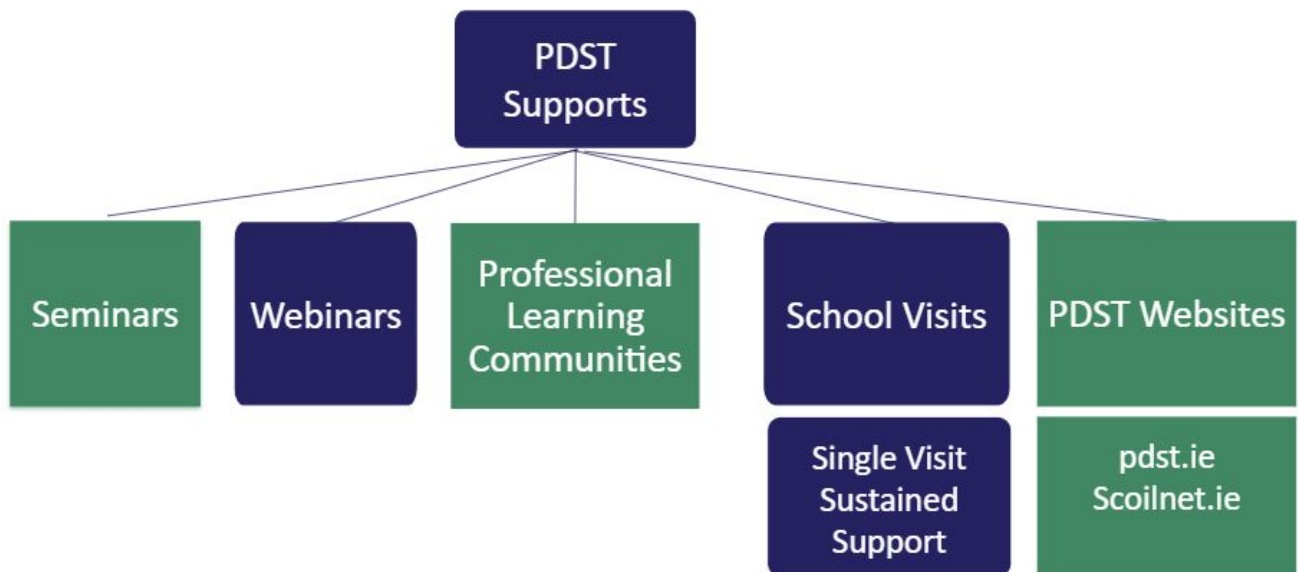 PDST
Supports
Seminars
Webinars
Professional
Learning
Communities
School Visits
PDST Websites
Single Visit
Sustained
Support
pdst.ie
Scoilnet.ie